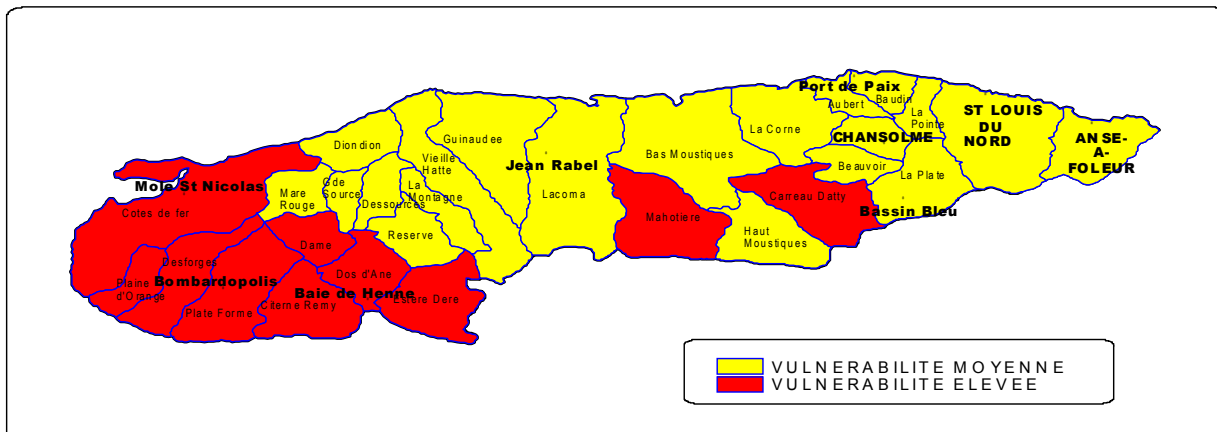 Port de Paix
Aubert
Baudin
La
Pointe
ST LOUIS
DU
NORD
La Corne
CHANSOLME
ANSE-
A-
FOLEUR
Guinaudee
Diondion
Vieille
Hatte
Jean Rabel
Bas Moustiques
Beauvoir
La Plate
Mole St Nicolas
Mare
Rouge
Gde
Source
La
Montagne
Dessources
Lacoma
Carreau Datty
Bassin Bleu
Cotes de fer
Mahotiere
Haut
Moustiques
Reserve
Dame
Desforges
Plaine
d'Orange
Bombardopolis
Dos d'Ane
Baie de Henne
Estere Dere
Citerne Remy
Plate Forme
VULNERABILITE MOYENNE
VULNERABILITE ELEVEE